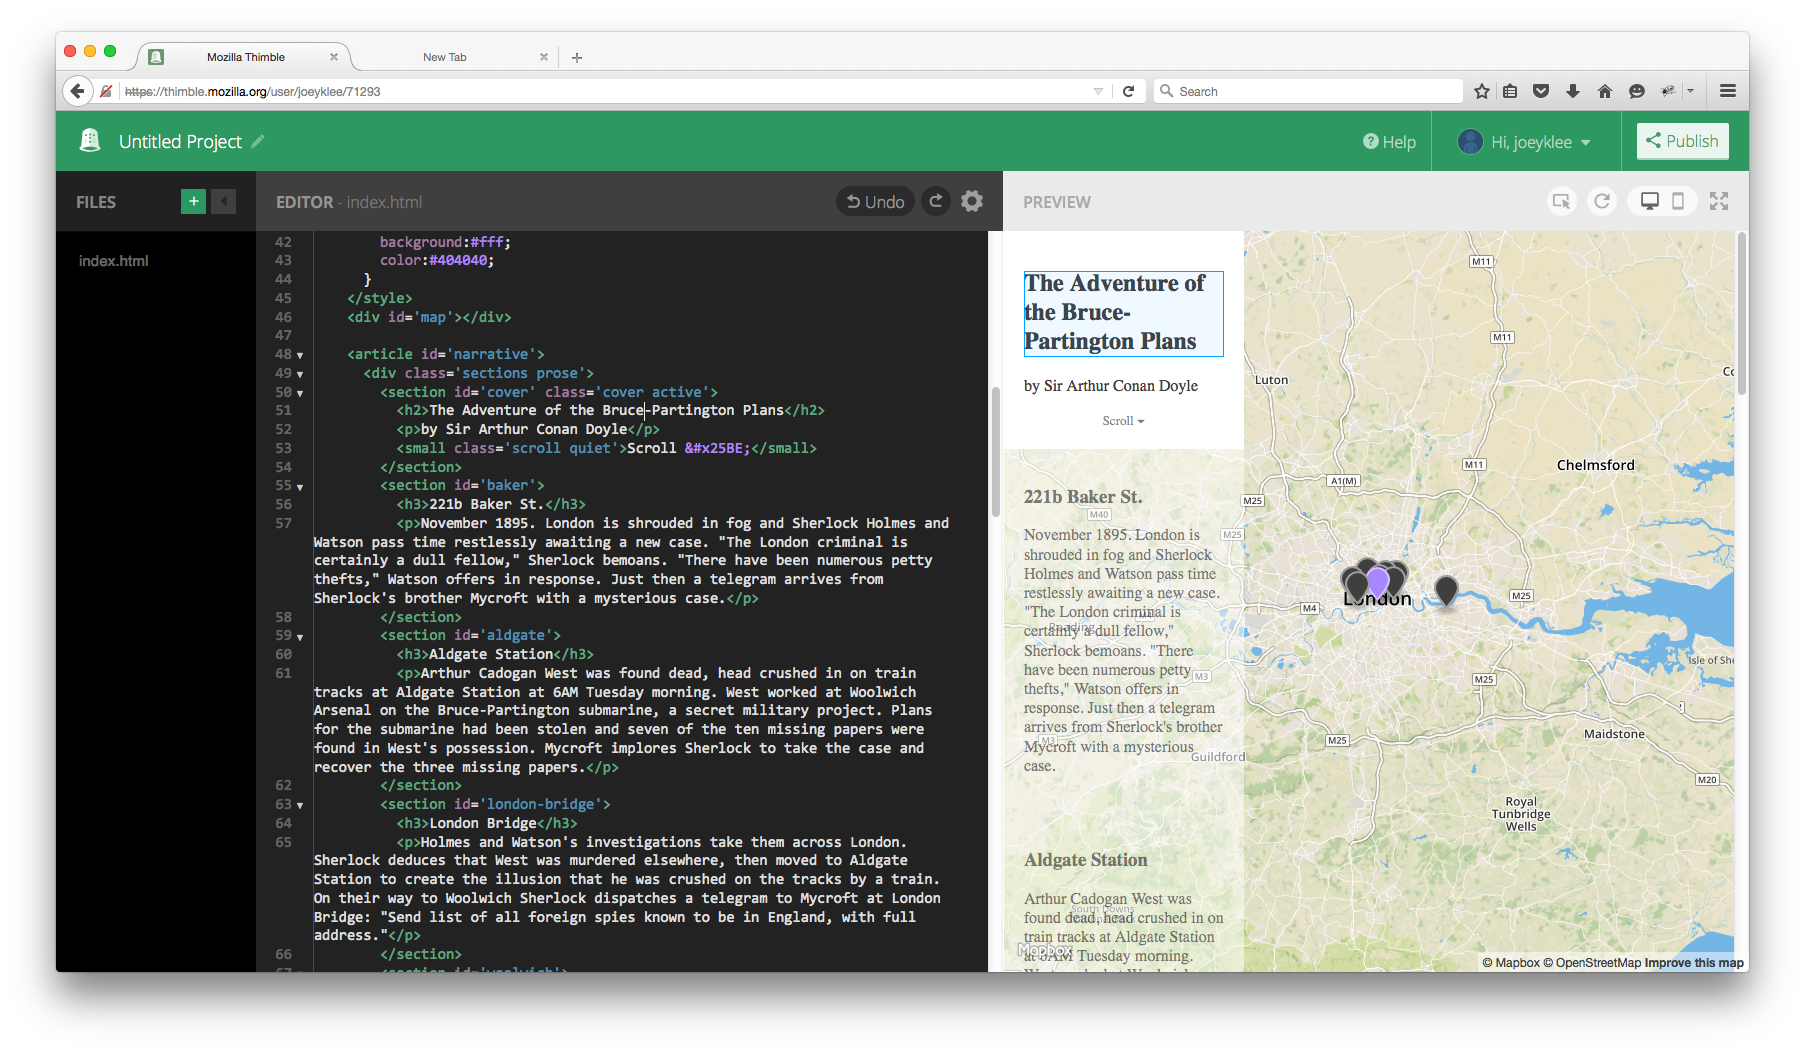 Mozilla Thimble
New Tab
https://thimble.mozilla.org/user/joeyklee/71293
Search
Untitled Project
Help
Hi, joeyklee
Publish
FILES
EDITOR - index.html
Undo
PREVIEW
index.html
42 background:#fff;
43 color:#404040;
44 }
45 </style>
46 <div id='map'></div>
47
48 <article id='narrative'>
49 <div class='sections prose'>
50 <section id='cover' class='cover active'>
51 <h2>The Adventure of the Bruce-Partington Plans</h2>
52 <p>by Sir Arthur Conan Doyle</p>
53 <small class='scroll quiet'>Scroll &#x25BE;</small>
54 </section>
55 <section id='baker'>
56 <h3>221b Baker St.</h3>
57 <p>November 1895. London is shrouded in fog and Sherlock Holmes and
Watson pass time restlessly awaiting a new case. "The London criminal is
certainly a dull fellow," Sherlock bemoans. "There have been numerous petty
thefts," Watson offers in response. Just then a telegram arrives from
Sherlock's brother Mycroft with a mysterious case.</p>
58 </section>
59 <section id='aldgate'>
60 <h3>Aldgate Station</h3>
61 <p>Arthur Cadogan West was found dead, head crushed in on train
tracks at Aldgate Station at 6AM Tuesday morning. West worked at Woolwich
Arsenal on the Bruce-Partington submarine, a secret military project. Plans
for the submarine had been stolen and seven of the ten missing papers were
found in West's possession. Mycroft implores Sherlock to take the case and
recover the three missing papers.</p>
62 </section>
63 <section id='london-bridge'>
64 <h3>London Bridge</h3>
65 <p>Holmes and Watson's investigations take them across London.
Sherlock deduces that West was murdered elsewhere, then moved to Aldgate
Station to create the illusion that he was crushed on the tracks by a train.
On their way to Woolwich Sherlock dispatches a telegram to Mycroft at London
Bridge: "Send list of all foreign spies known to be in England, with full
address."</p>
66 </section>
67 <section id='woolwich'>
The Adventure of
the Bruce-
Partington Plans
by Sir Arthur Conan Doyle
Scroll
221b Baker St.
November 1895. London is
shrouded in fog and Sherlock
Holmes and Watson pass time
restlessly awaiting a new case.
"The London criminal is
certainly a dull fellow,"
Sherlock bemoans. "There
have been numerous petty
thefts," Watson offers in
response. Just then a telegram
arrives from Sherlock's brother
Mycroft with a mysterious
case.
Aldgate Station
Arthur Cadogan West was
found dead, head crushed in on
train tracks at Aldgate Station
at 6AM Tuesday morning.
M40
M25
Reading
M3
M3
Guildford
South Downs
Mapbox
M11
M11
Luton
M11
Chelmsford
A1(M)
M25
London
M4
M25
Isle of She
M25
M25
Maidstone
M20
Royal
Tunbridge
Wells
© Mapbox © OpenStreetMap Improve this map